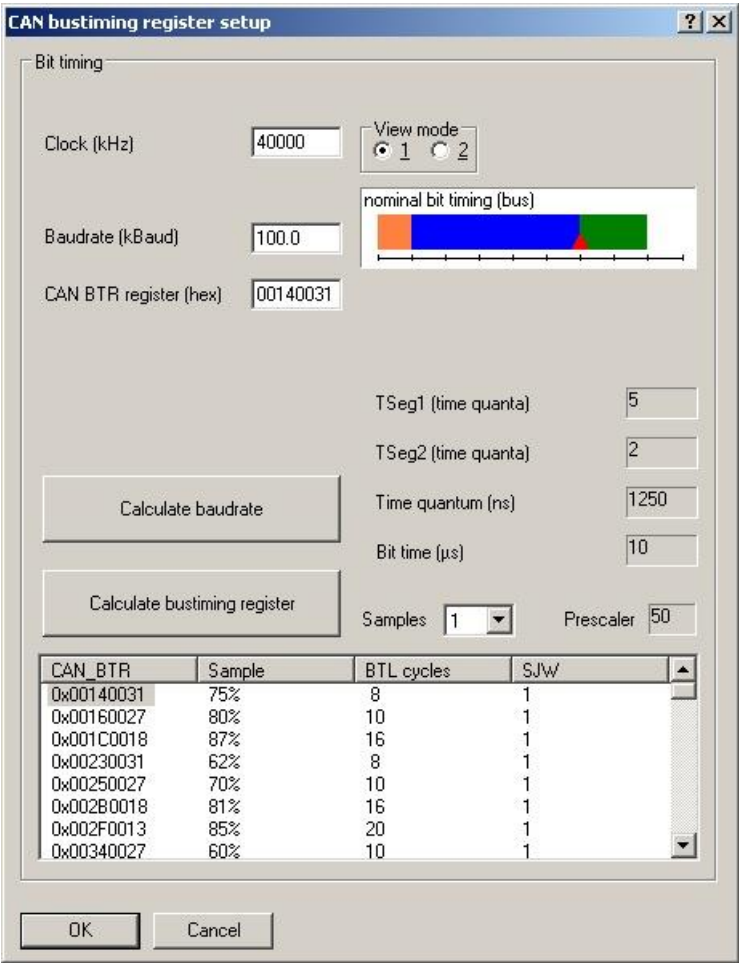 CAN bustiming register setup
Bit timing
Clock (kHz) 40000
View mode
1 2
nominal bit timing (bus)
Baudrate (kBaud) 100.0
CAN BTR register (hex) 00140031
TSeg1 (time quanta) 5
TSeg2 (time quanta) 2
Calculate baudrate
Time quantum (ns) 1250
Bit time (µs) 10
Calculate bustiming register
Samples 1 Prescaler 50
CAN_BTR Sample BTL cycles SJW
0x00140031 75% 8 1
0x00160027 80% 10 1
0x001C0018 87% 16 1
0x00230031 62% 8 1
0x00250027 70% 10 1
0x002B0018 81% 16 1
0x002F0013 85% 20 1
0x00340027 60% 10 1
OK Cancel